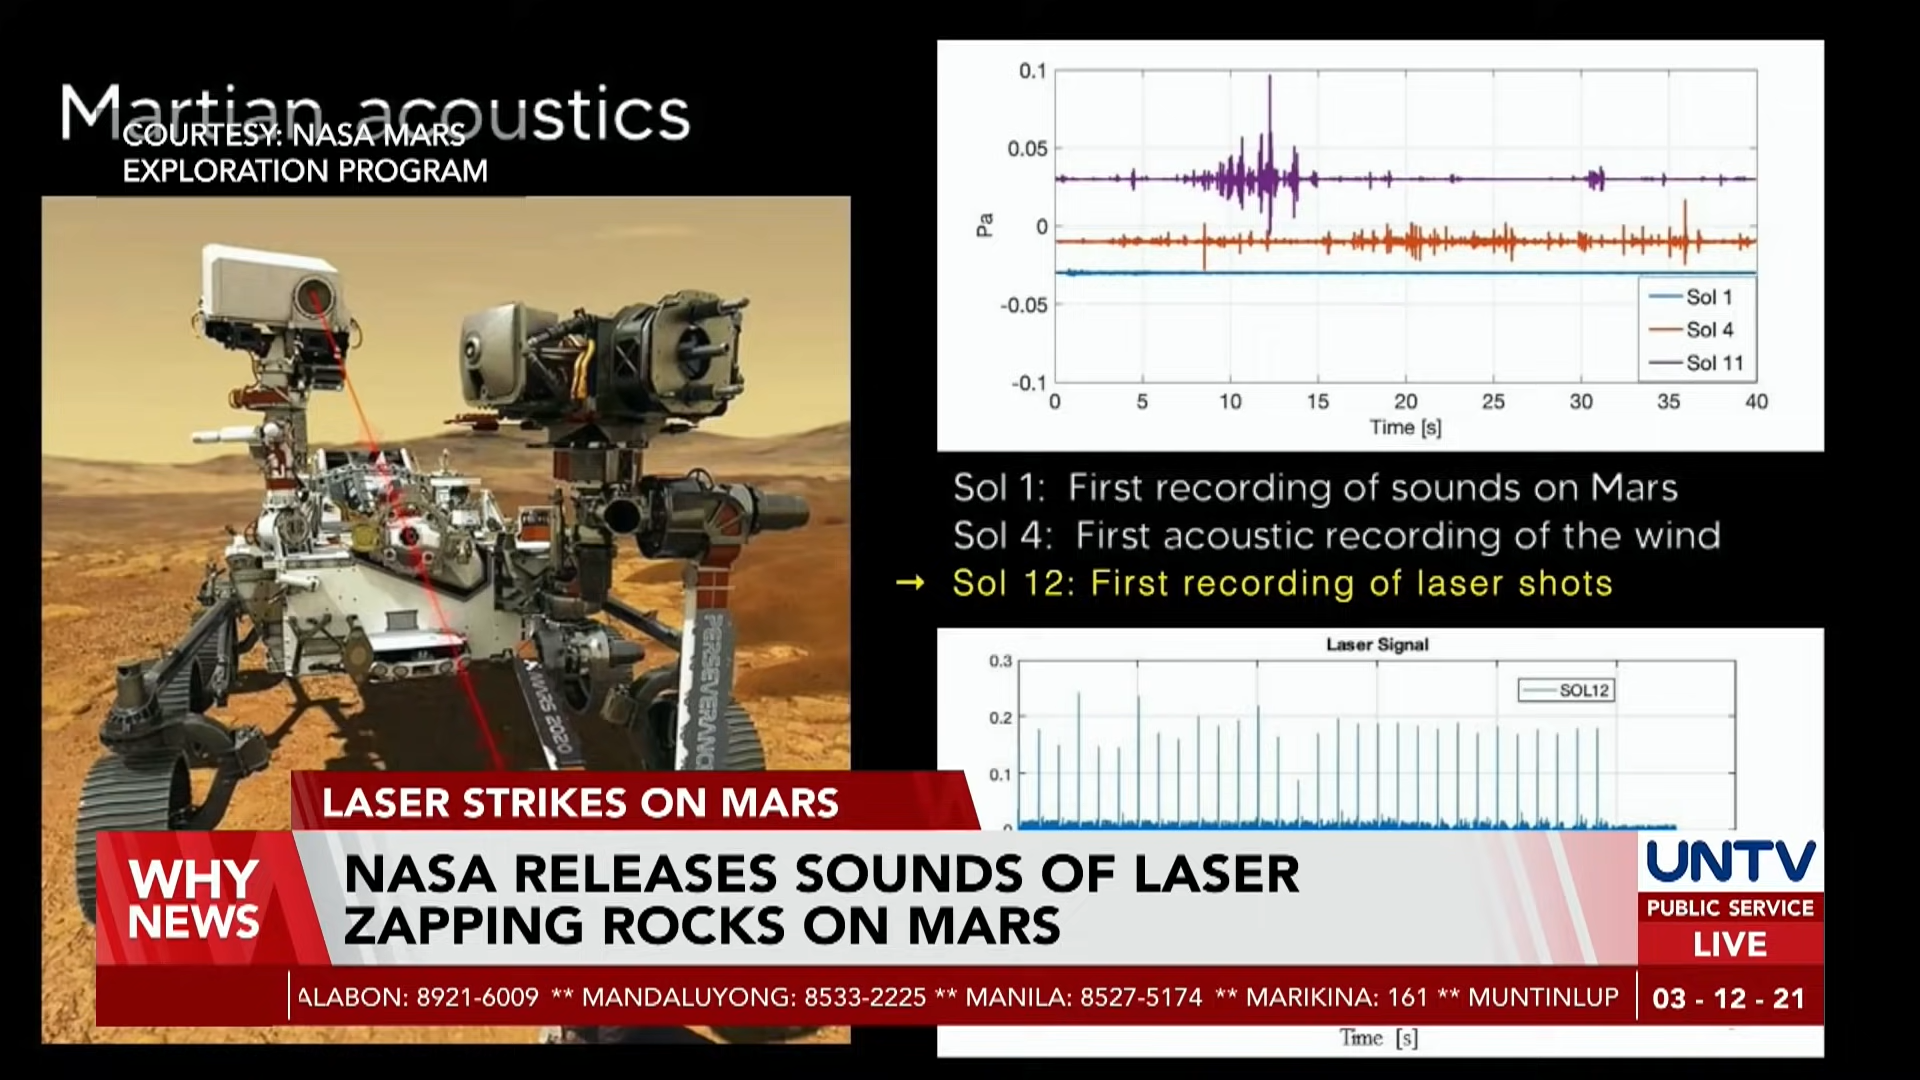 Martian acoustics
COURTESY: NASA MARS
EXPLORATION PROGRAM
0.1
0.05
0
-0.05
-0.1
Pa
0 5 10 15 20 25 30 35 40
Time [s]
Sol 1
Sol 4
Sol 11
Sol 1: First recording of sounds on Mars
Sol 4: First acoustic recording of the wind
→ Sol 12: First recording of laser shots
Laser Signal
0.3
0.2
0.1
0
SOL12
Time [s]
PERSEVERANC
MARS 2020
LASER STRIKES ON MARS
WHY
NEWS
NASA RELEASES SOUNDS OF LASER
ZAPPING ROCKS ON MARS
UNTV
PUBLIC SERVICE
LIVE
ALABON: 8921-6009 ** MANDALUYONG: 8533-2225 ** MANILA: 8527-5174 ** MARIKINA: 161 ** MUNTINLUP
03 - 12 - 21